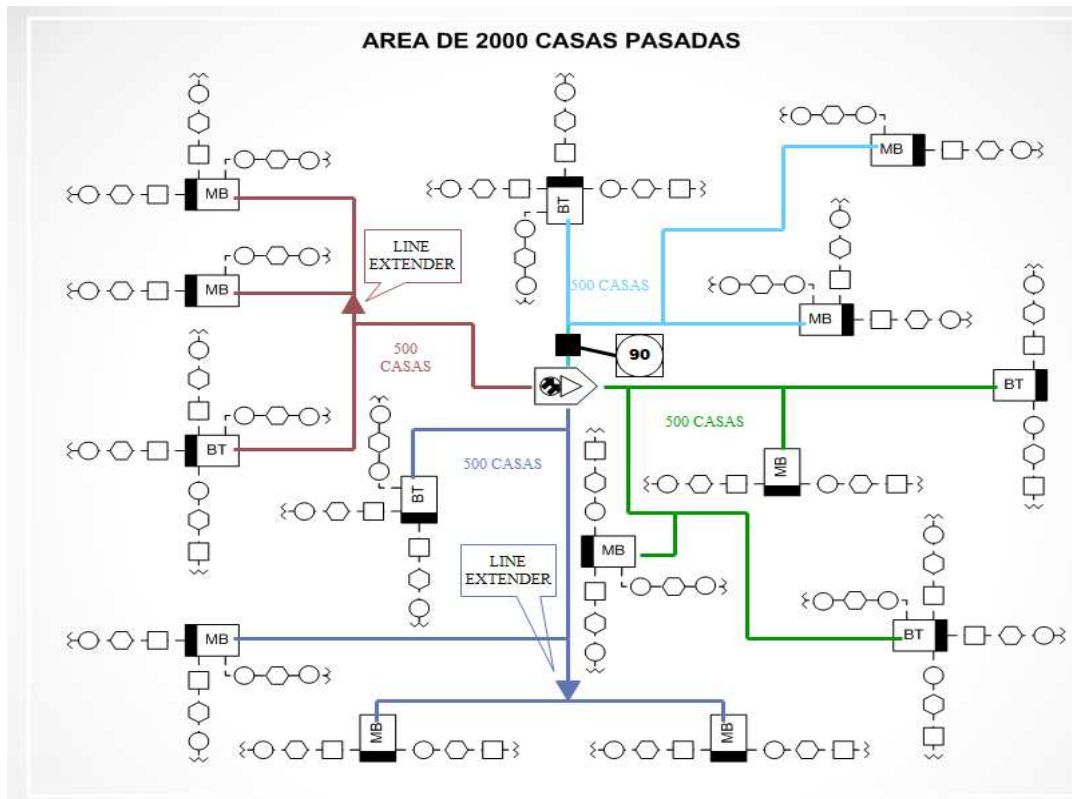 AREA DE 2000 CASAS PASADAS
MB
MB
BT
MB
LINE
EXTENDER
500 CASAS
MB
MB
90
500
CASAS
BT
BT
500 CASAS
MB
500 CASAS
BT
MB
LINE
EXTENDER
BT
MB
MB
MB